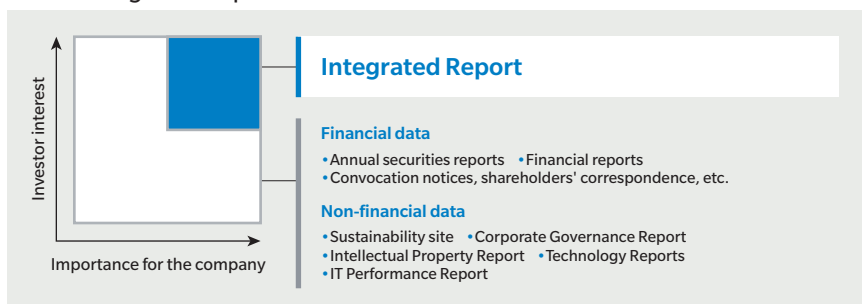 Investor interest
Importance for the company
Integrated Report
Financial data
•Annual securities reports •Financial reports
•Convocation notices, shareholders' correspondence, etc.
Non-financial data
•Sustainability site •Corporate Governance Report
•Intellectual Property Report •Technology Reports
•IT Performance Report